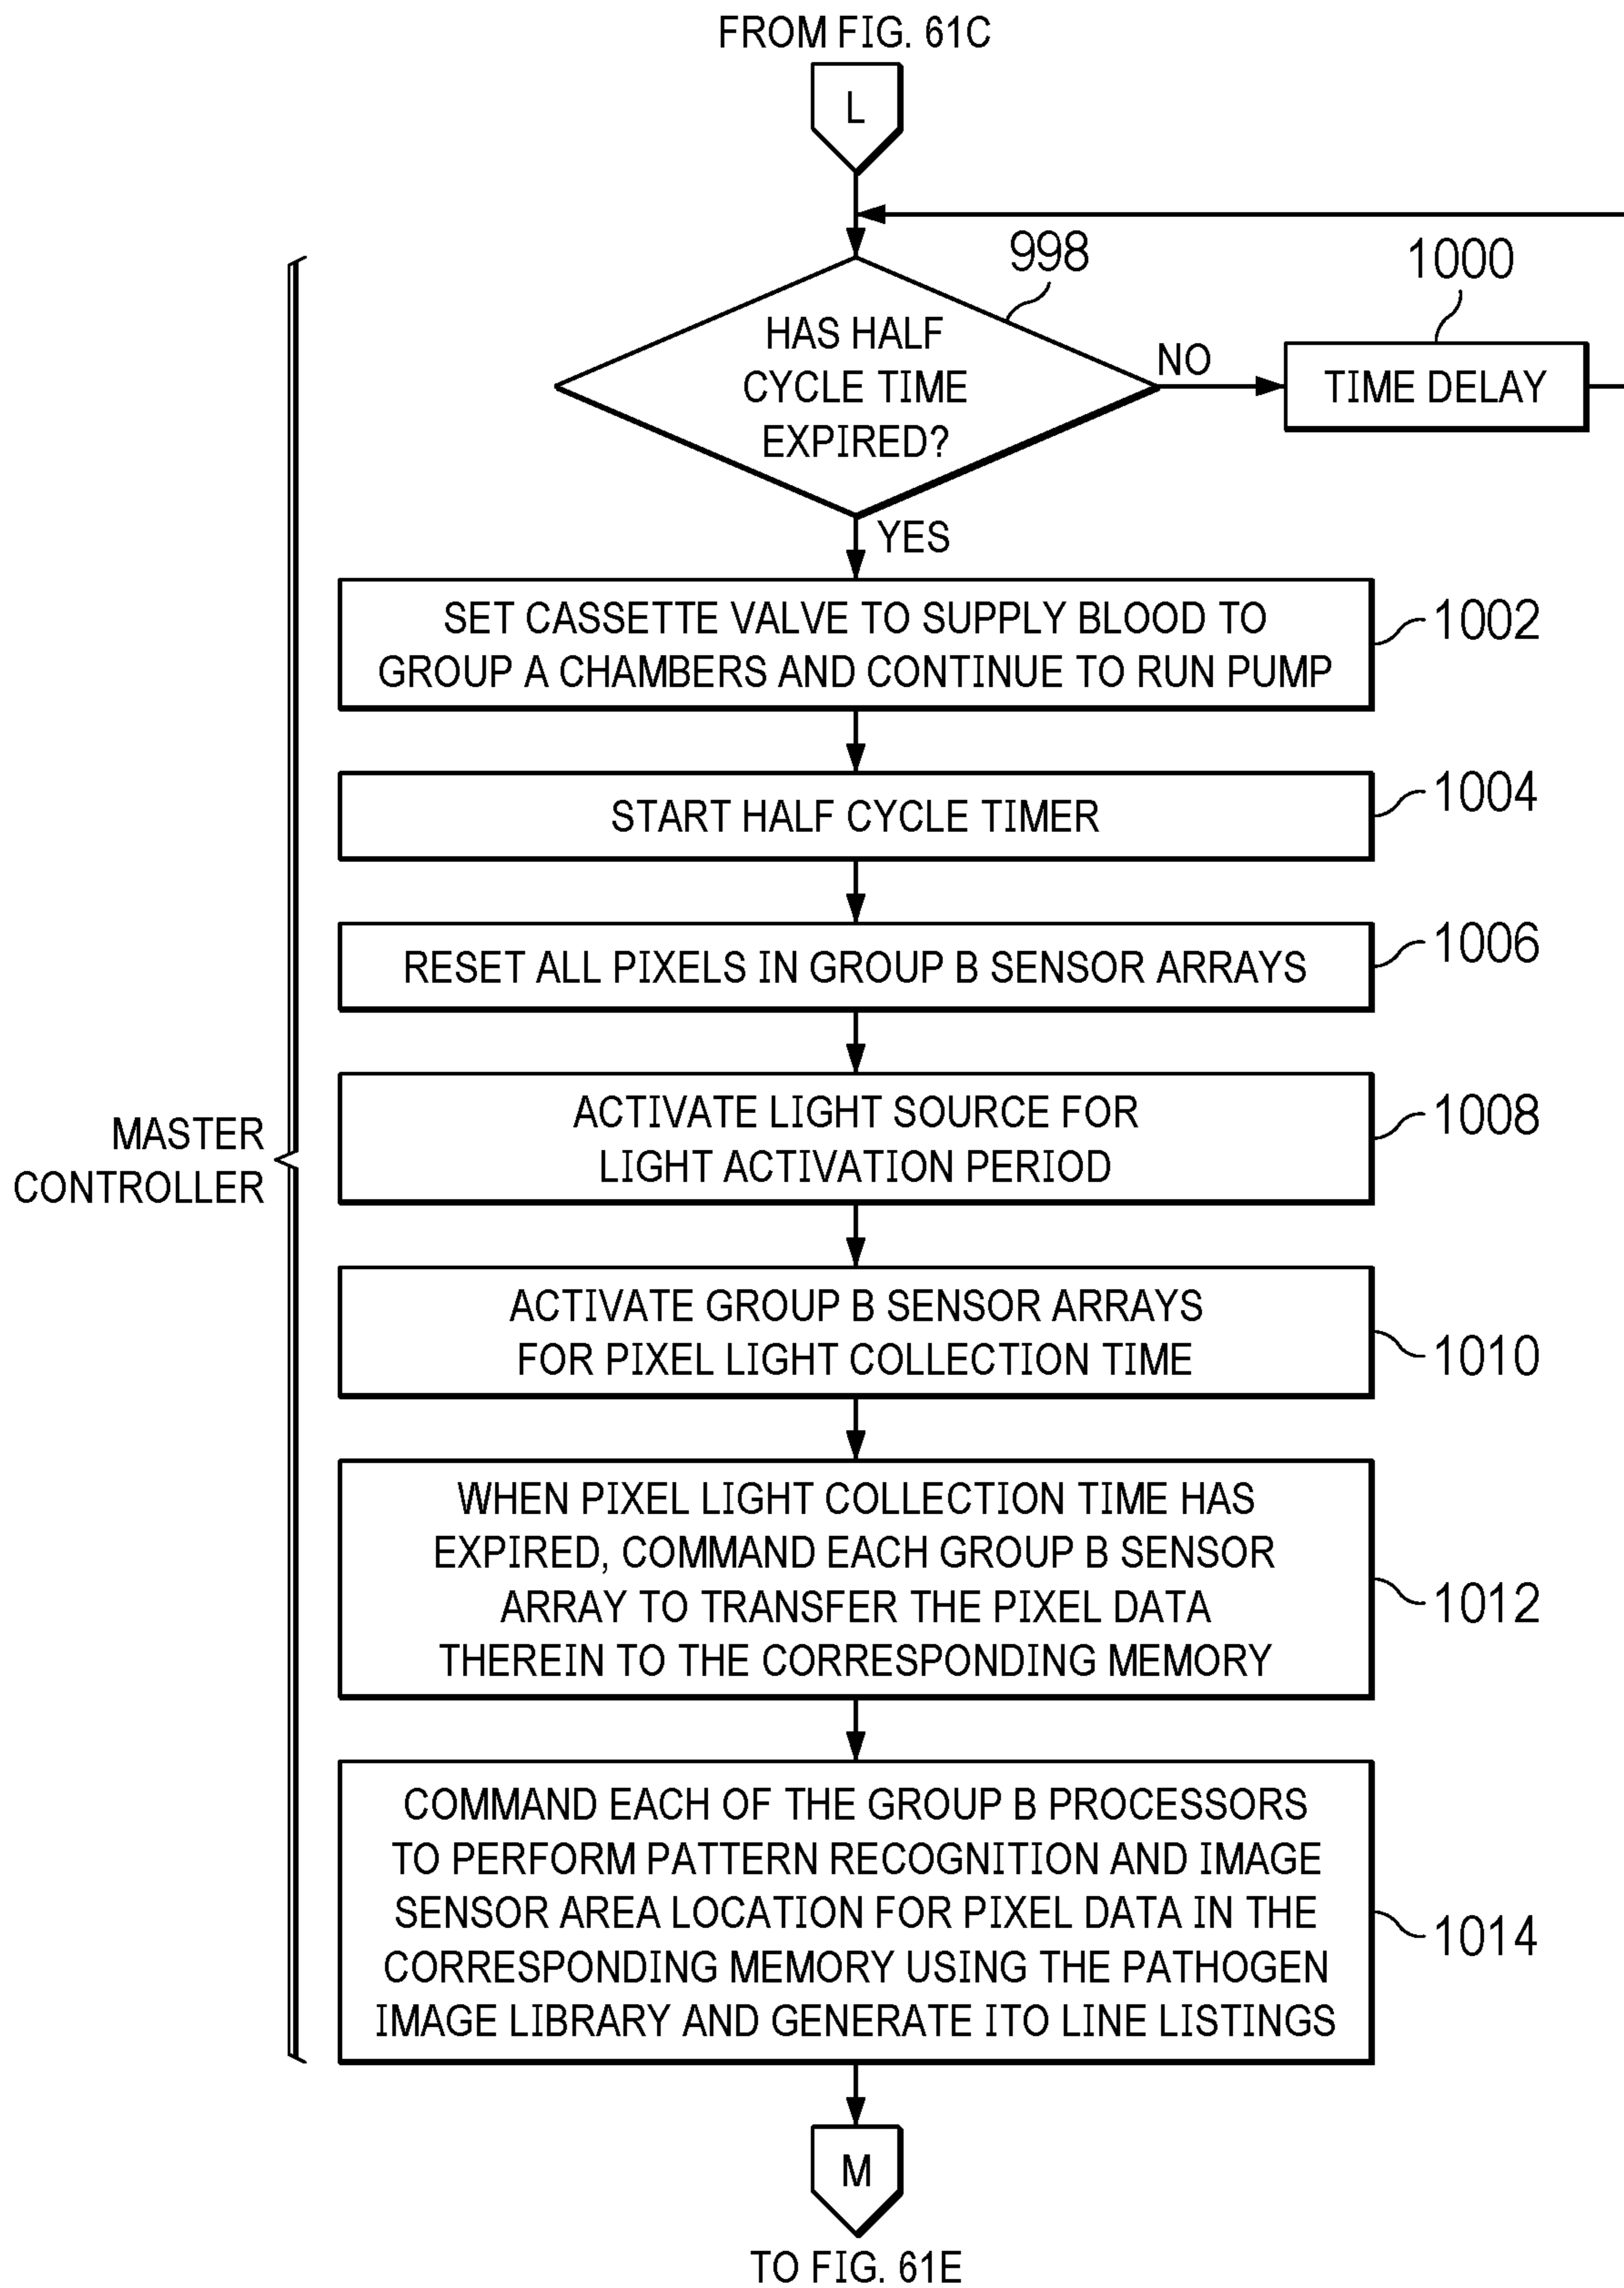 FROM FIG. 61C
L
998
1000
HAS HALF
CYCLE TIME
EXPIRED?
NO
TIME DELAY
YES
SET CASSETTE VALVE TO SUPPLY BLOOD TO
GROUP A CHAMBERS AND CONTINUE TO RUN PUMP
1002
START HALF CYCLE TIMER
1004
RESET ALL PIXELS IN GROUP B SENSOR ARRAYS
1006
MASTER
CONTROLLER
ACTIVATE LIGHT SOURCE FOR
LIGHT ACTIVATION PERIOD
1008
ACTIVATE GROUP B SENSOR ARRAYS
FOR PIXEL LIGHT COLLECTION TIME
1010
WHEN PIXEL LIGHT COLLECTION TIME HAS
EXPIRED, COMMAND EACH GROUP B SENSOR
ARRAY TO TRANSFER THE PIXEL DATA
THEREIN TO THE CORRESPONDING MEMORY
1012
COMMAND EACH OF THE GROUP B PROCESSORS
TO PERFORM PATTERN RECOGNITION AND IMAGE
SENSOR AREA LOCATION FOR PIXEL DATA IN THE
CORRESPONDING MEMORY USING THE PATHOGEN
IMAGE LIBRARY AND GENERATE ITO LINE LISTINGS
1014
M
TO FIG. 61E